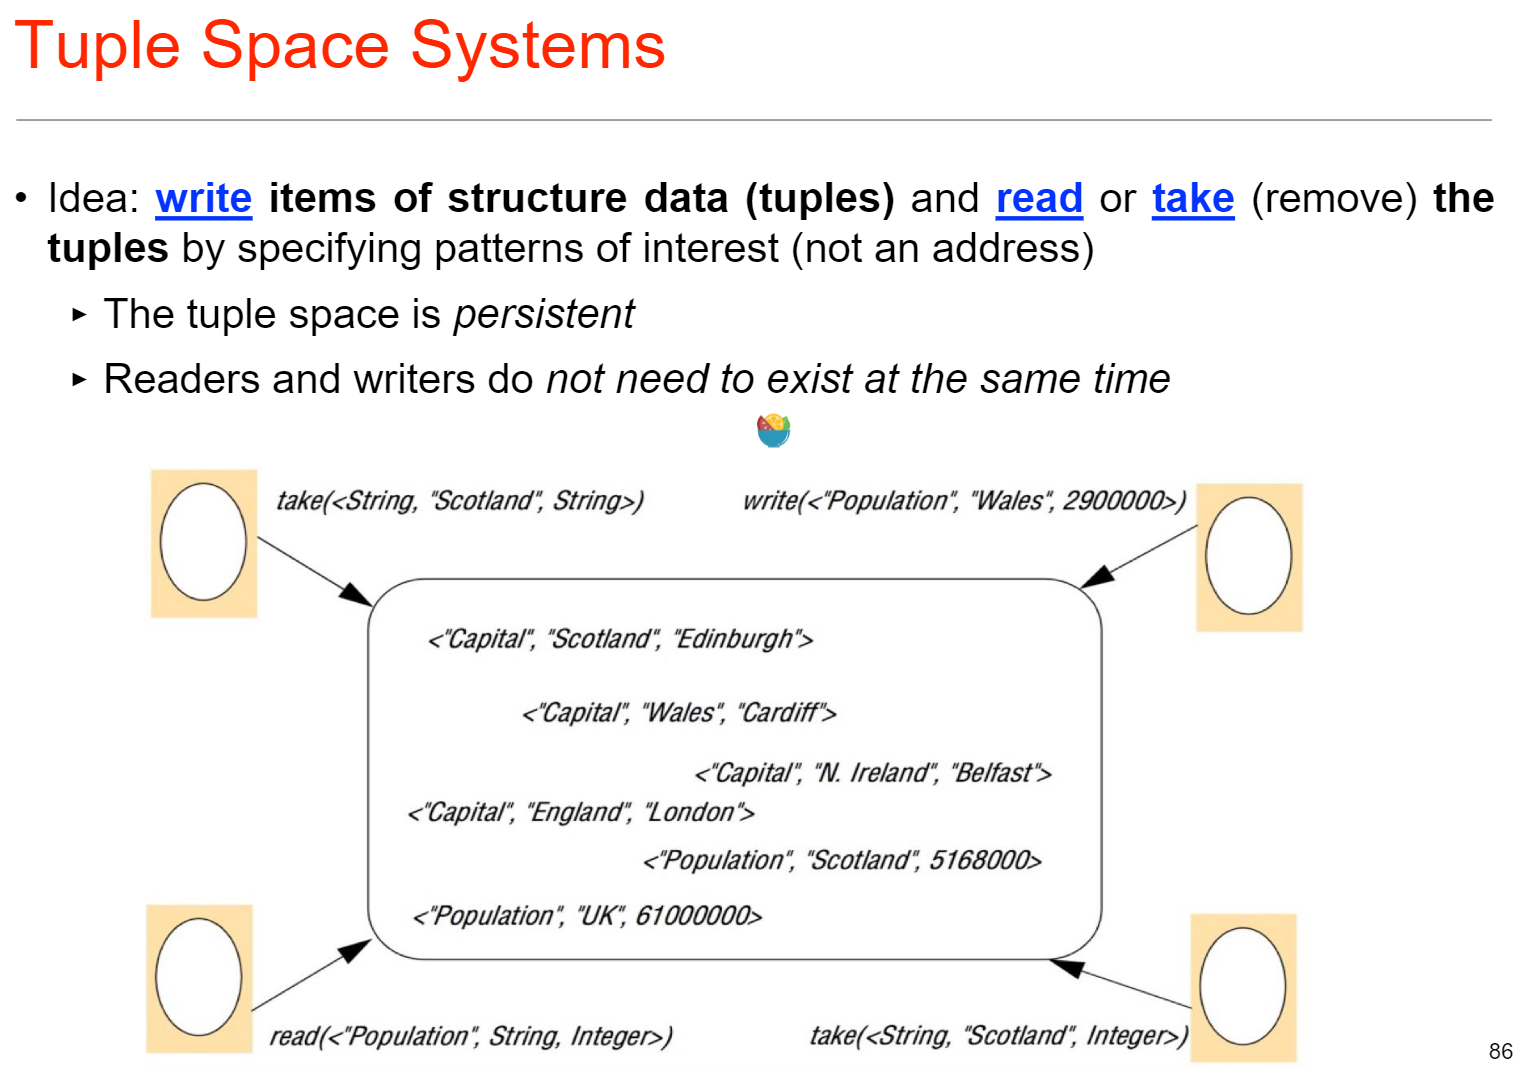 Tuple Space Systems
• Idea: write items of structure data (tuples) and read or take (remove) the
tuples by specifying patterns of interest (not an address)
‣ The tuple space is persistent
‣ Readers and writers do not need to exist at the same time
take(<String, "Scotland", String>)
write(<"Population", "Wales", 2900000>)
<"Capital", "Scotland", "Edinburgh">
<"Capital", "Wales", "Cardiff">
<"Capital", "N. Ireland", "Belfast">
<"Capital", "England", "London">
<"Population", "Scotland", 5168000>
<"Population", "UK", 61000000>
read(<"Population", String, Integer>)
take(<String, "Scotland", Integer>)
86